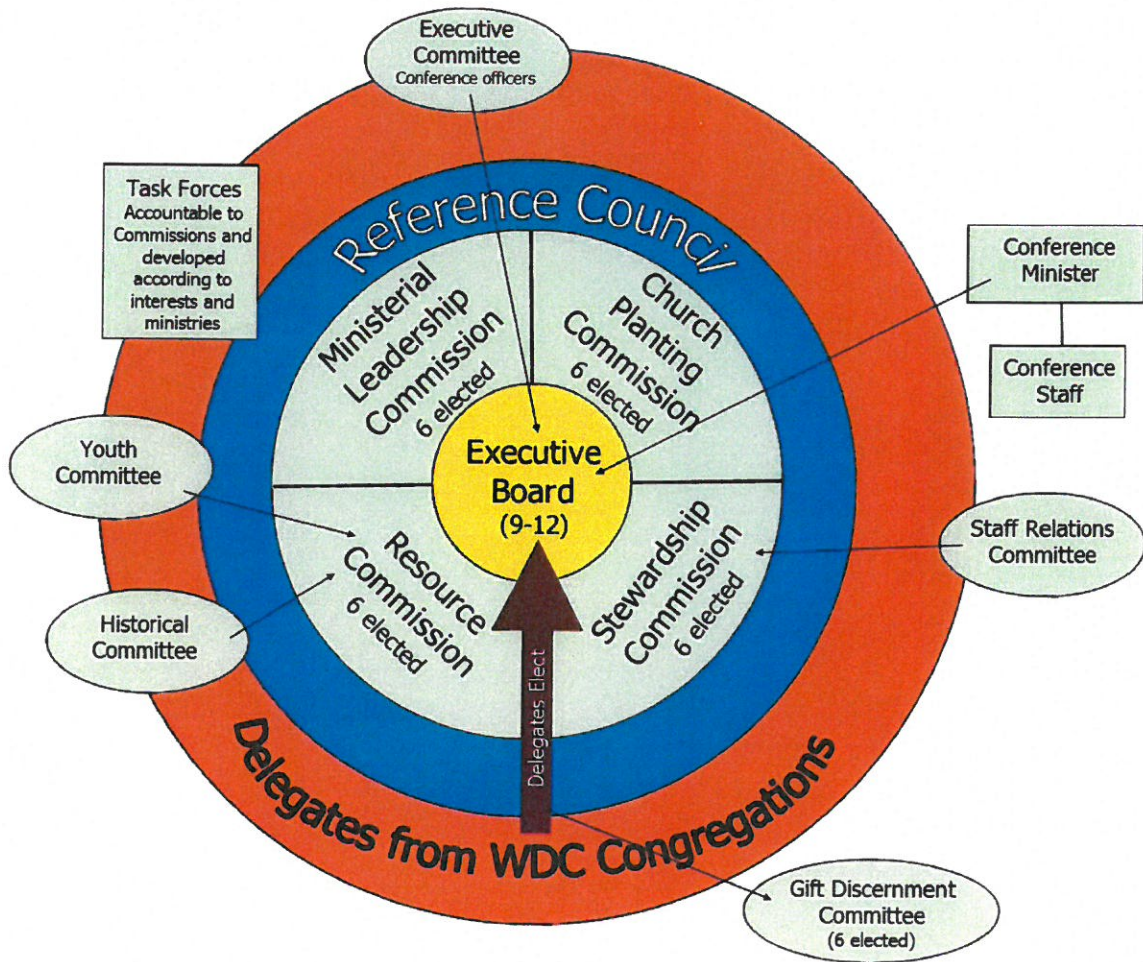 Executive
Committee
Conference officers
Task Forces
Accountable to
Commissions and
developed
according to
interests and
ministries
Reference Council
Ministerial
Leadership
Commission
6 elected
Church
Planting
Commission
6 elected
Conference
Minister
Conference
Staff
Executive
Board
(9-12)
Youth
Committee
Historical
Committee
Resource
Commission
6 elected
Stewardship
Commission
6 elected
Staff Relations
Committee
Delegates Elect
Delegates from WDC Congregations
Gift Discernment
Committee
(6 elected)